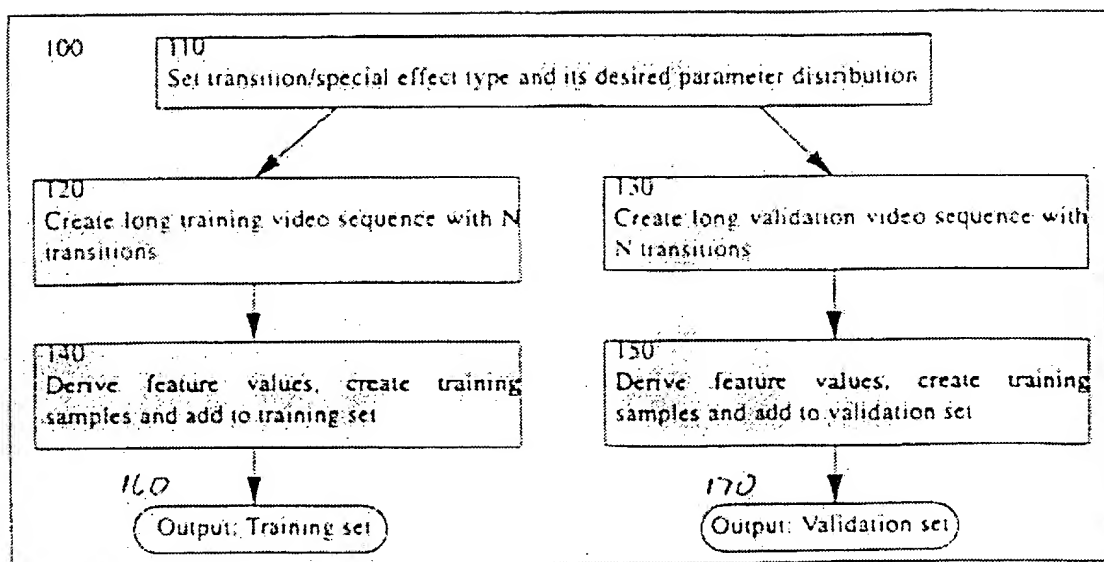 100
110
Set transition/special effect type and its desired parameter distribution
120
Create long training video sequence with N
transitions
130
Create long validation video sequence with
N transitions
140
Derive feature values, create training
samples and add to training set
150
Derive feature values, create training
samples and add to validation set
160
Output: Training set
170
Output: Validation set